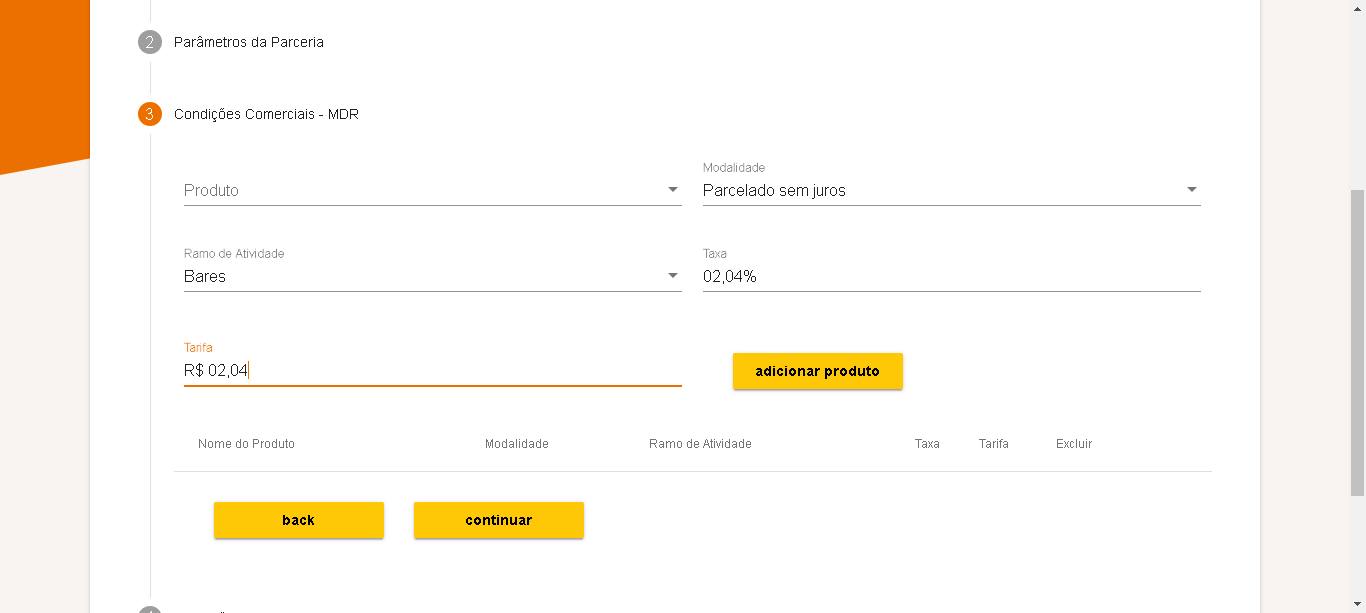 2 Parâmetros da Parceria
3 Condições Comerciais - MDR
Modalidade
Produto Parcelado sem juros
Ramo de Atividade Taxa
Bares 02,04%
Tarifa
R$ 02,04
adicionar produto
Nome do Produto Modalidade Ramo de Atividade Taxa Tarifa Excluir
back continuar